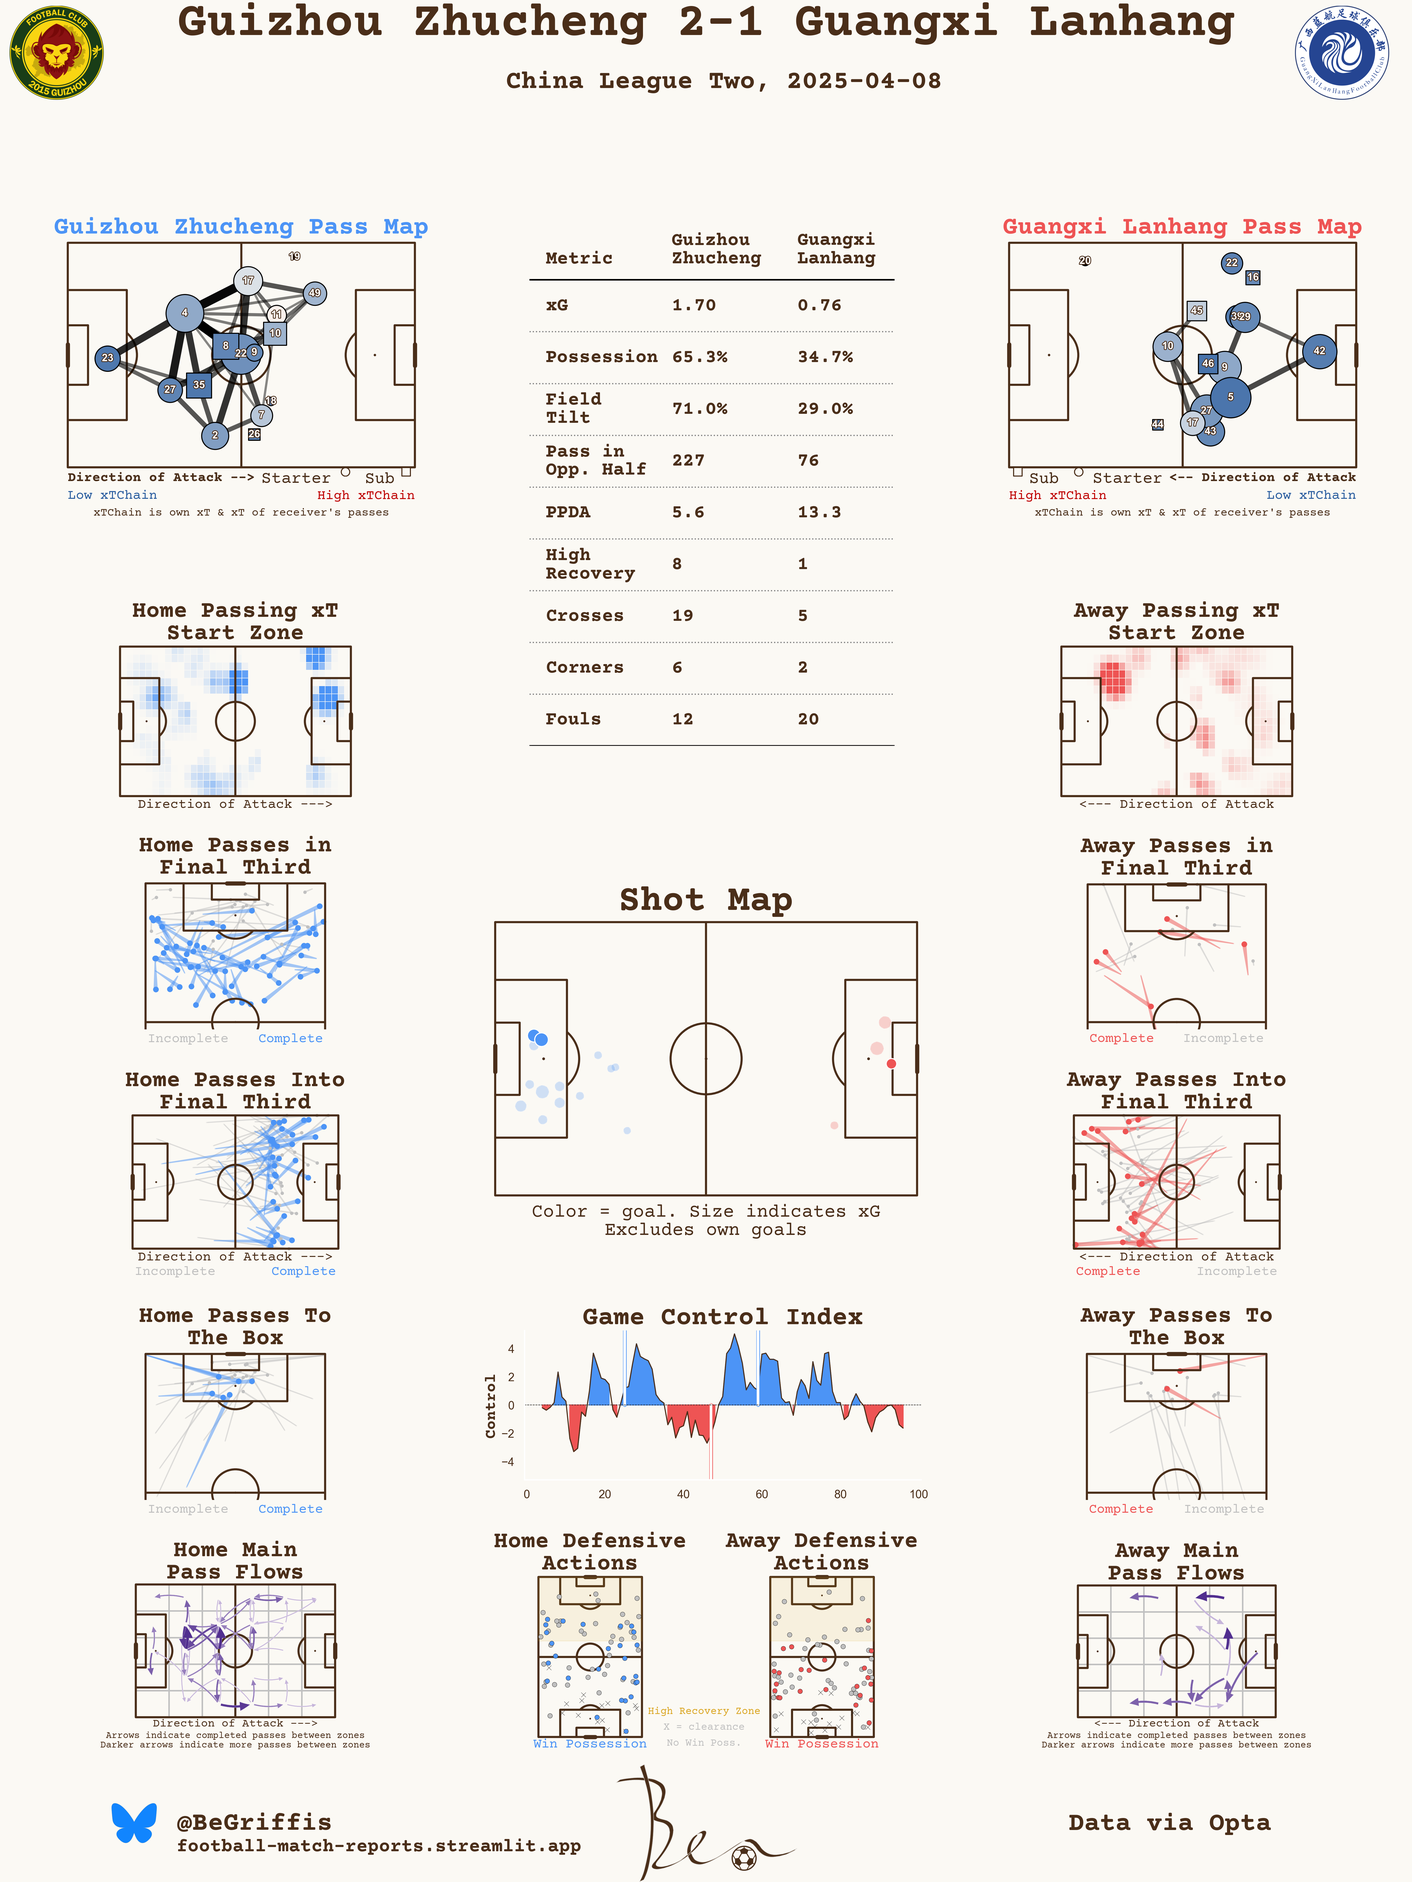 Guizhou Zhucheng 2-1 Guangxi Lanhang
China League Two, 2025-04-08
FOOTBALL CLUB
2015 GUIZHOU
广西蓝航足球俱乐部
GuangXiLanHangFootballClub
Guizhou Zhucheng Pass Map
19
17
49
4
11
10
8
22
9
23
27
35
18
7
2
26
Direction of Attack -->
Starter
Sub
Low xTChain
High xTChain
xTChain is own xT & xT of receiver's passes
Metric
Guizhou
Zhucheng
Guangxi
Lanhang
xG 1.70 0.76
Possession 65.3% 34.7%
Field
Tilt 71.0% 29.0%
Pass in
Opp. Half 227 76
PPDA 5.6 13.3
High
Recovery 8 1
Crosses 19 5
Corners 6 2
Fouls 12 20
Guangxi Lanhang Pass Map
20
22
16
45
29
10
42
46
9
5
27
17
44
43
Sub
Starter
<-- Direction of Attack
High xTChain
Low xTChain
xTChain is own xT & xT of receiver's passes
Home Passing xT
Start Zone
Direction of Attack --->
Away Passing xT
Start Zone
<--- Direction of Attack
Home Passes in
Final Third
Incomplete Complete
Away Passes in
Final Third
Complete Incomplete
Shot Map
Color = goal. Size indicates xG
Excludes own goals
Home Passes Into
Final Third
Direction of Attack --->
Incomplete Complete
Away Passes Into
Final Third
<--- Direction of Attack
Complete Incomplete
Home Passes To
The Box
Incomplete Complete
Game Control Index
Control
4
2
0
−2
−4
0 20 40 60 80 100
Away Passes To
The Box
Complete Incomplete
Home Main
Pass Flows
Direction of Attack --->
Arrows indicate completed passes between zones
Darker arrows indicate more passes between zones
Home Defensive
Actions
Win Possession
High Recovery Zone
X = clearance
No Win Poss.
Away Defensive
Actions
Win Possession
Away Main
Pass Flows
<--- Direction of Attack
Arrows indicate completed passes between zones
Darker arrows indicate more passes between zones
@BeGriffis
football-match-reports.streamlit.app
Ben
Data via Opta